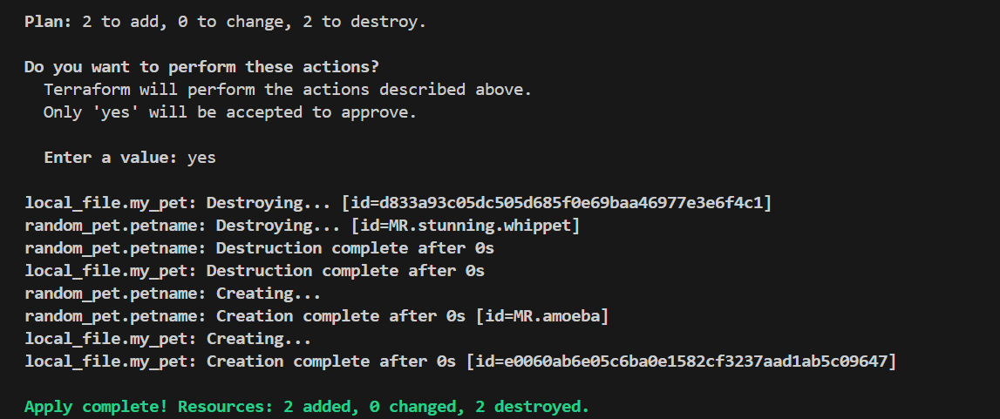 Plan: 2 to add, 0 to change, 2 to destroy.
Do you want to perform these actions?
Terraform will perform the actions described above.
Only 'yes' will be accepted to approve.
Enter a value: yes
local_file.my_pet: Destroying... [id=d833a93c05dc505d685f0e69baa46977e3e6f4c1]
random_pet.petname: Destroying... [id=MR.stunning.whippet]
random_pet.petname: Destruction complete after 0s
local_file.my_pet: Destruction complete after 0s
random_pet.petname: Creating...
random_pet.petname: Creation complete after 0s [id=MR.amoeba]
local_file.my_pet: Creating...
local_file.my_pet: Creation complete after 0s [id=e0060ab6e05c6ba0e1582cf3237aad1ab5c09647]
Apply complete! Resources: 2 added, 0 changed, 2 destroyed.